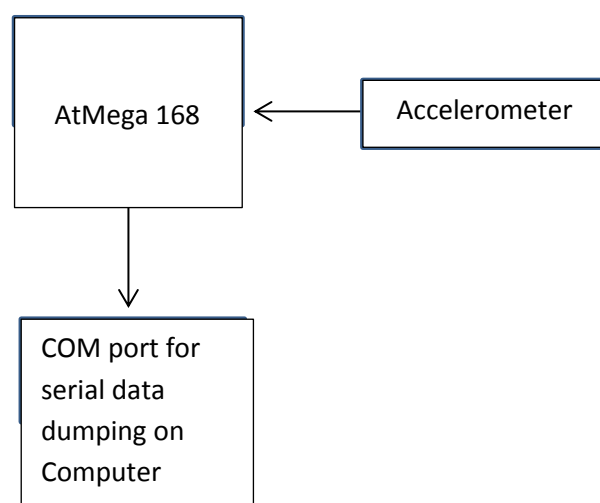 AtMega 168
Accelerometer
COM port for
serial data
dumping on
Computer